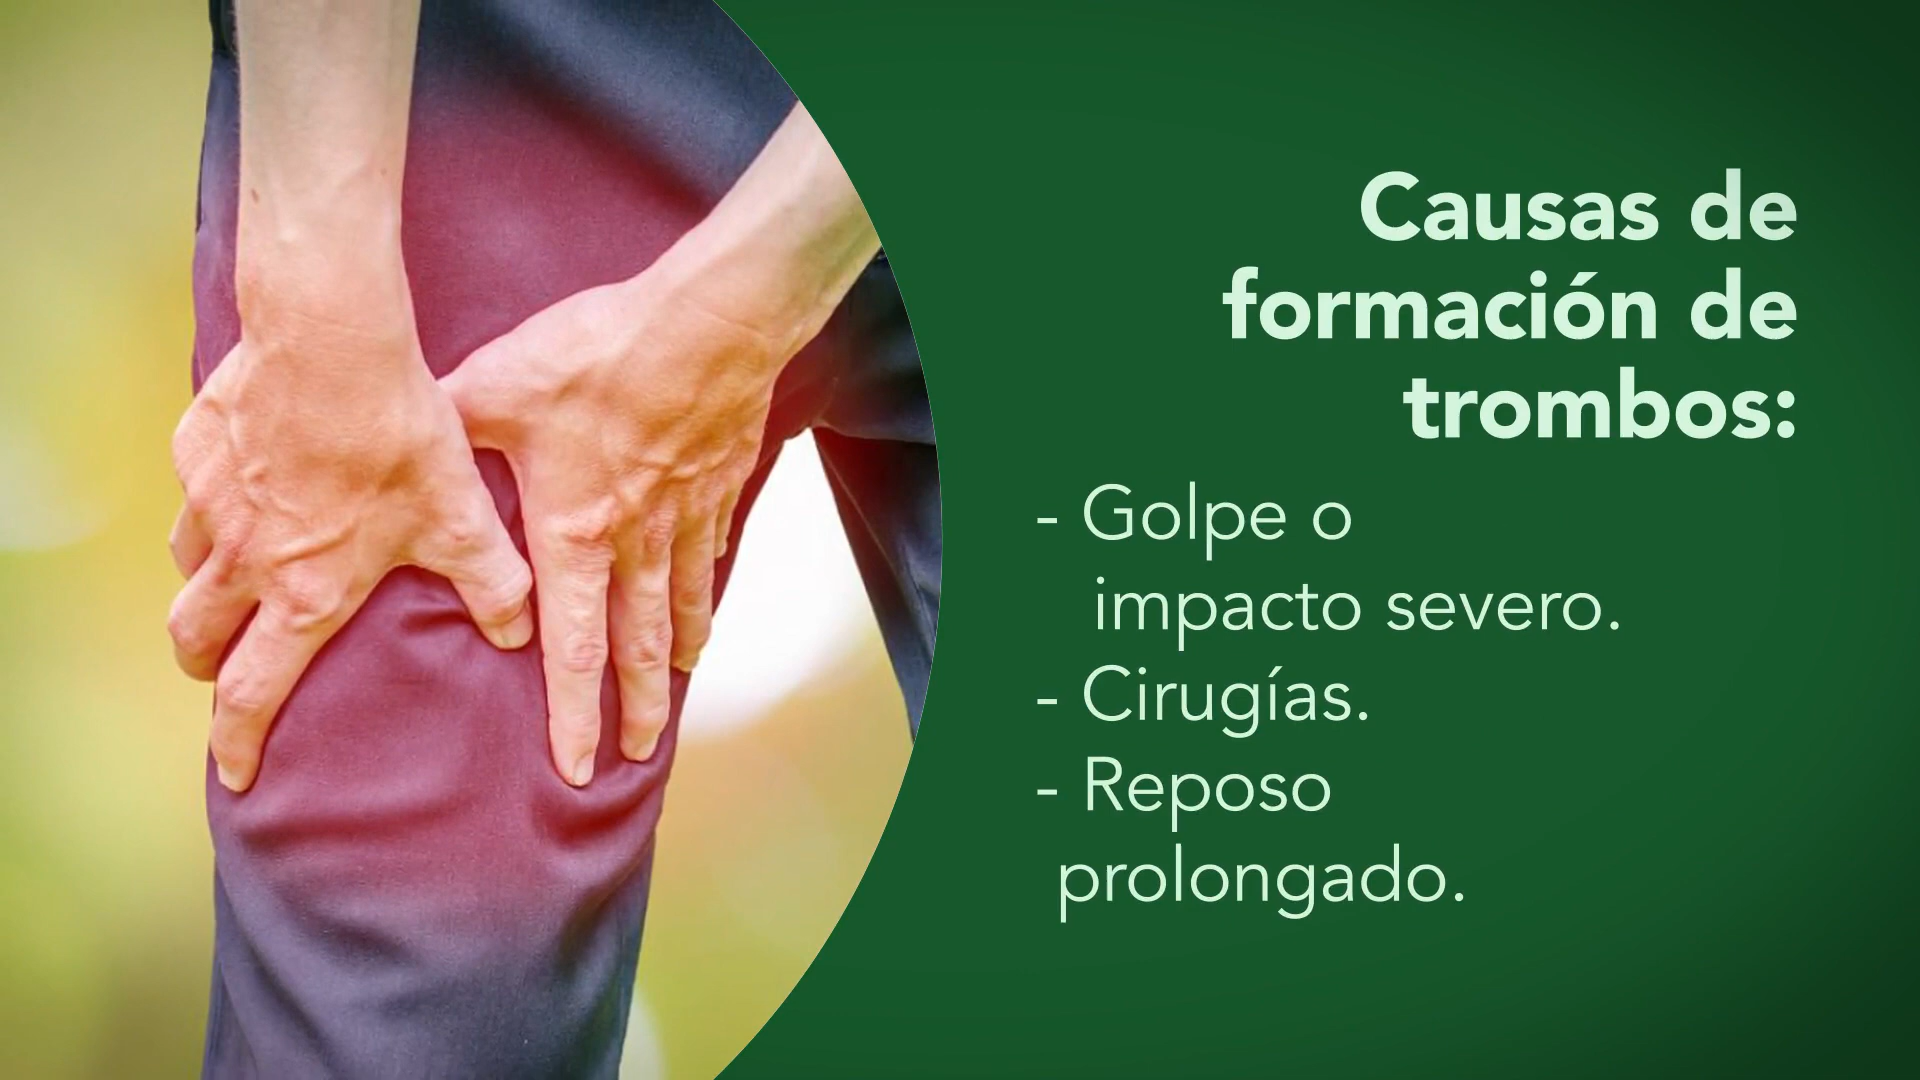 Causas de
formación de
trombos:
- Golpe o
impacto severo.
- Cirugías.
- Reposo
prolongado.